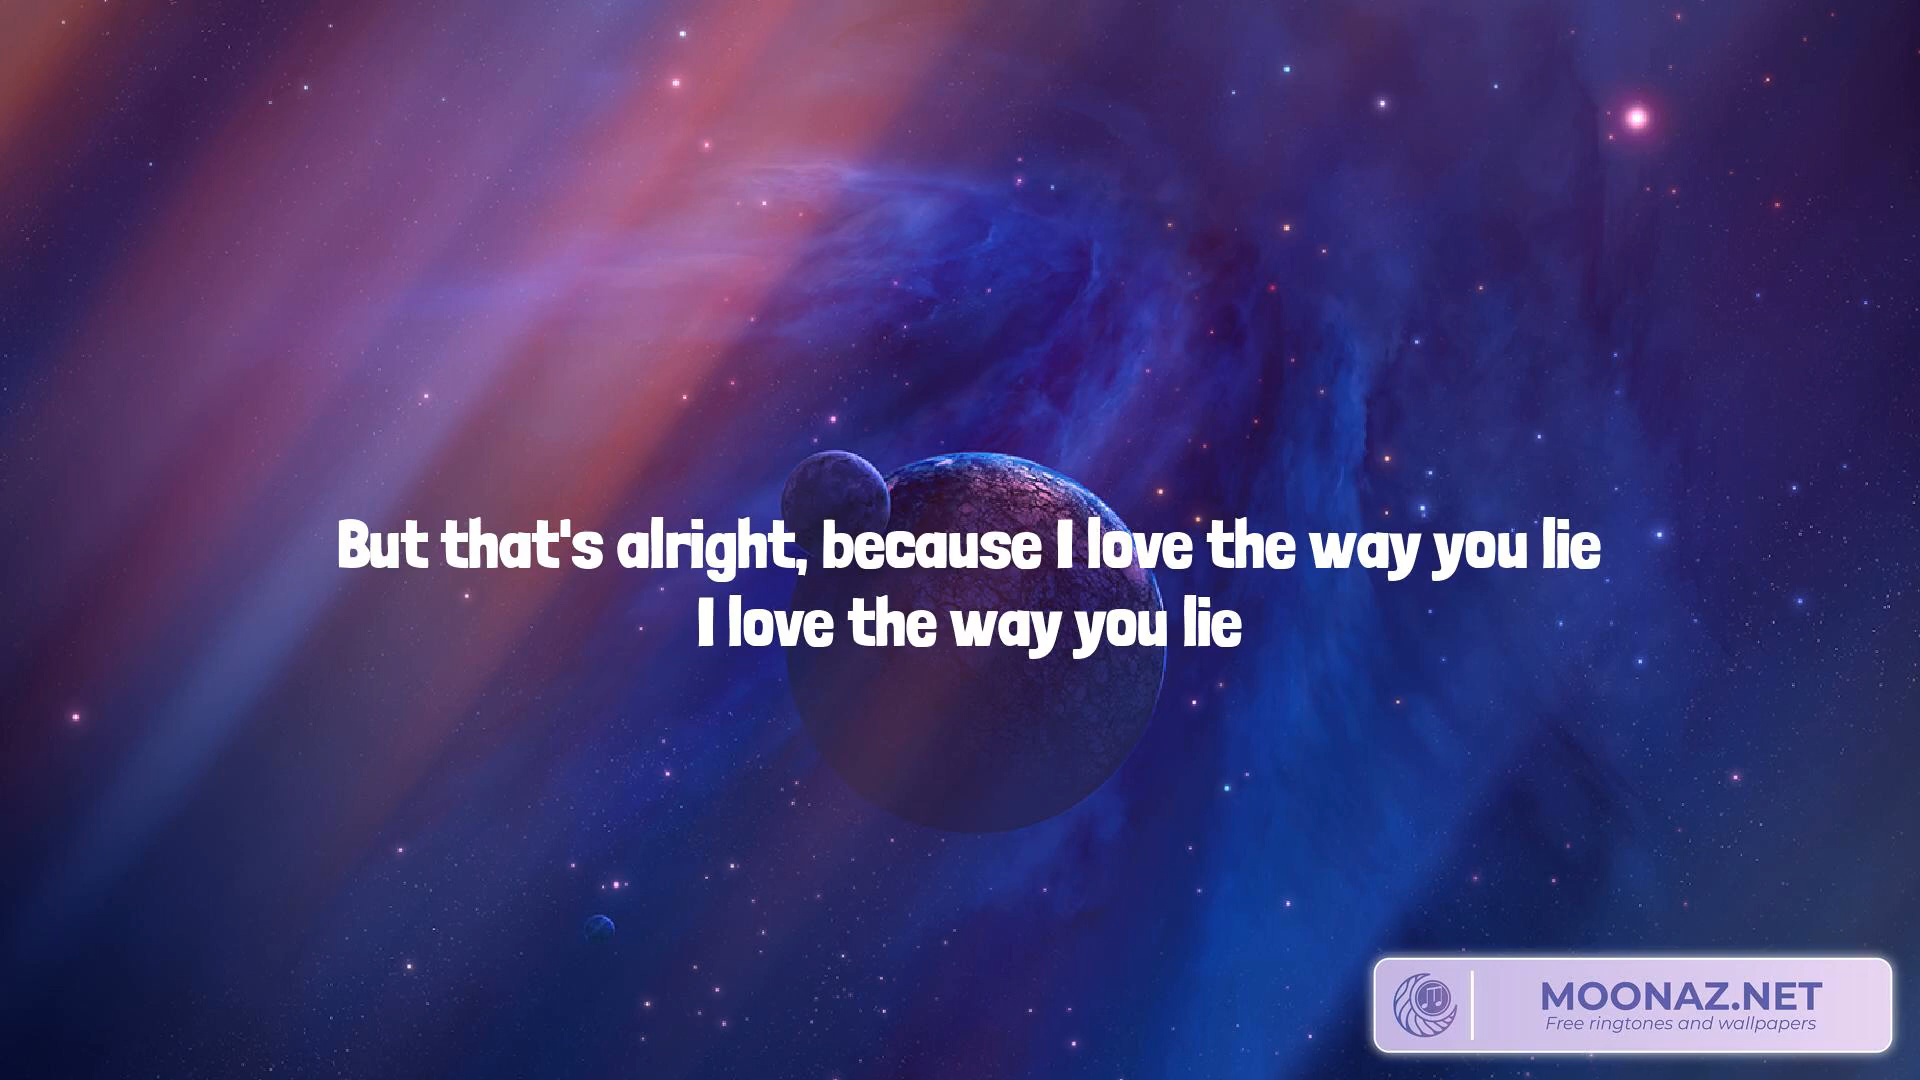 But that's alright, because I love the way you lie
I love the way you lie
MOONAZ.NET
Free ringtones and wallpapers